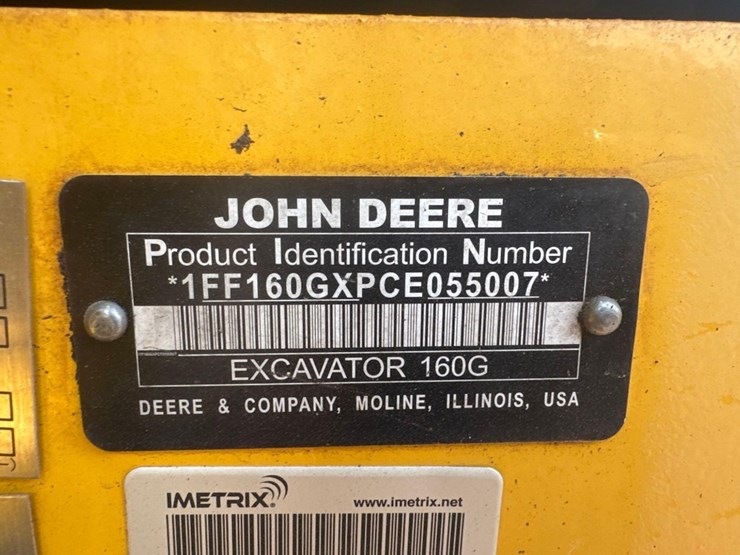 JOHN DEERE
Product Identification Number
*1FF160GXPCE055007*
EXCAVATOR 160G
DEERE & COMPANY, MOLINE, ILLINOIS, USA
IMETRIX
www.imetrix.net